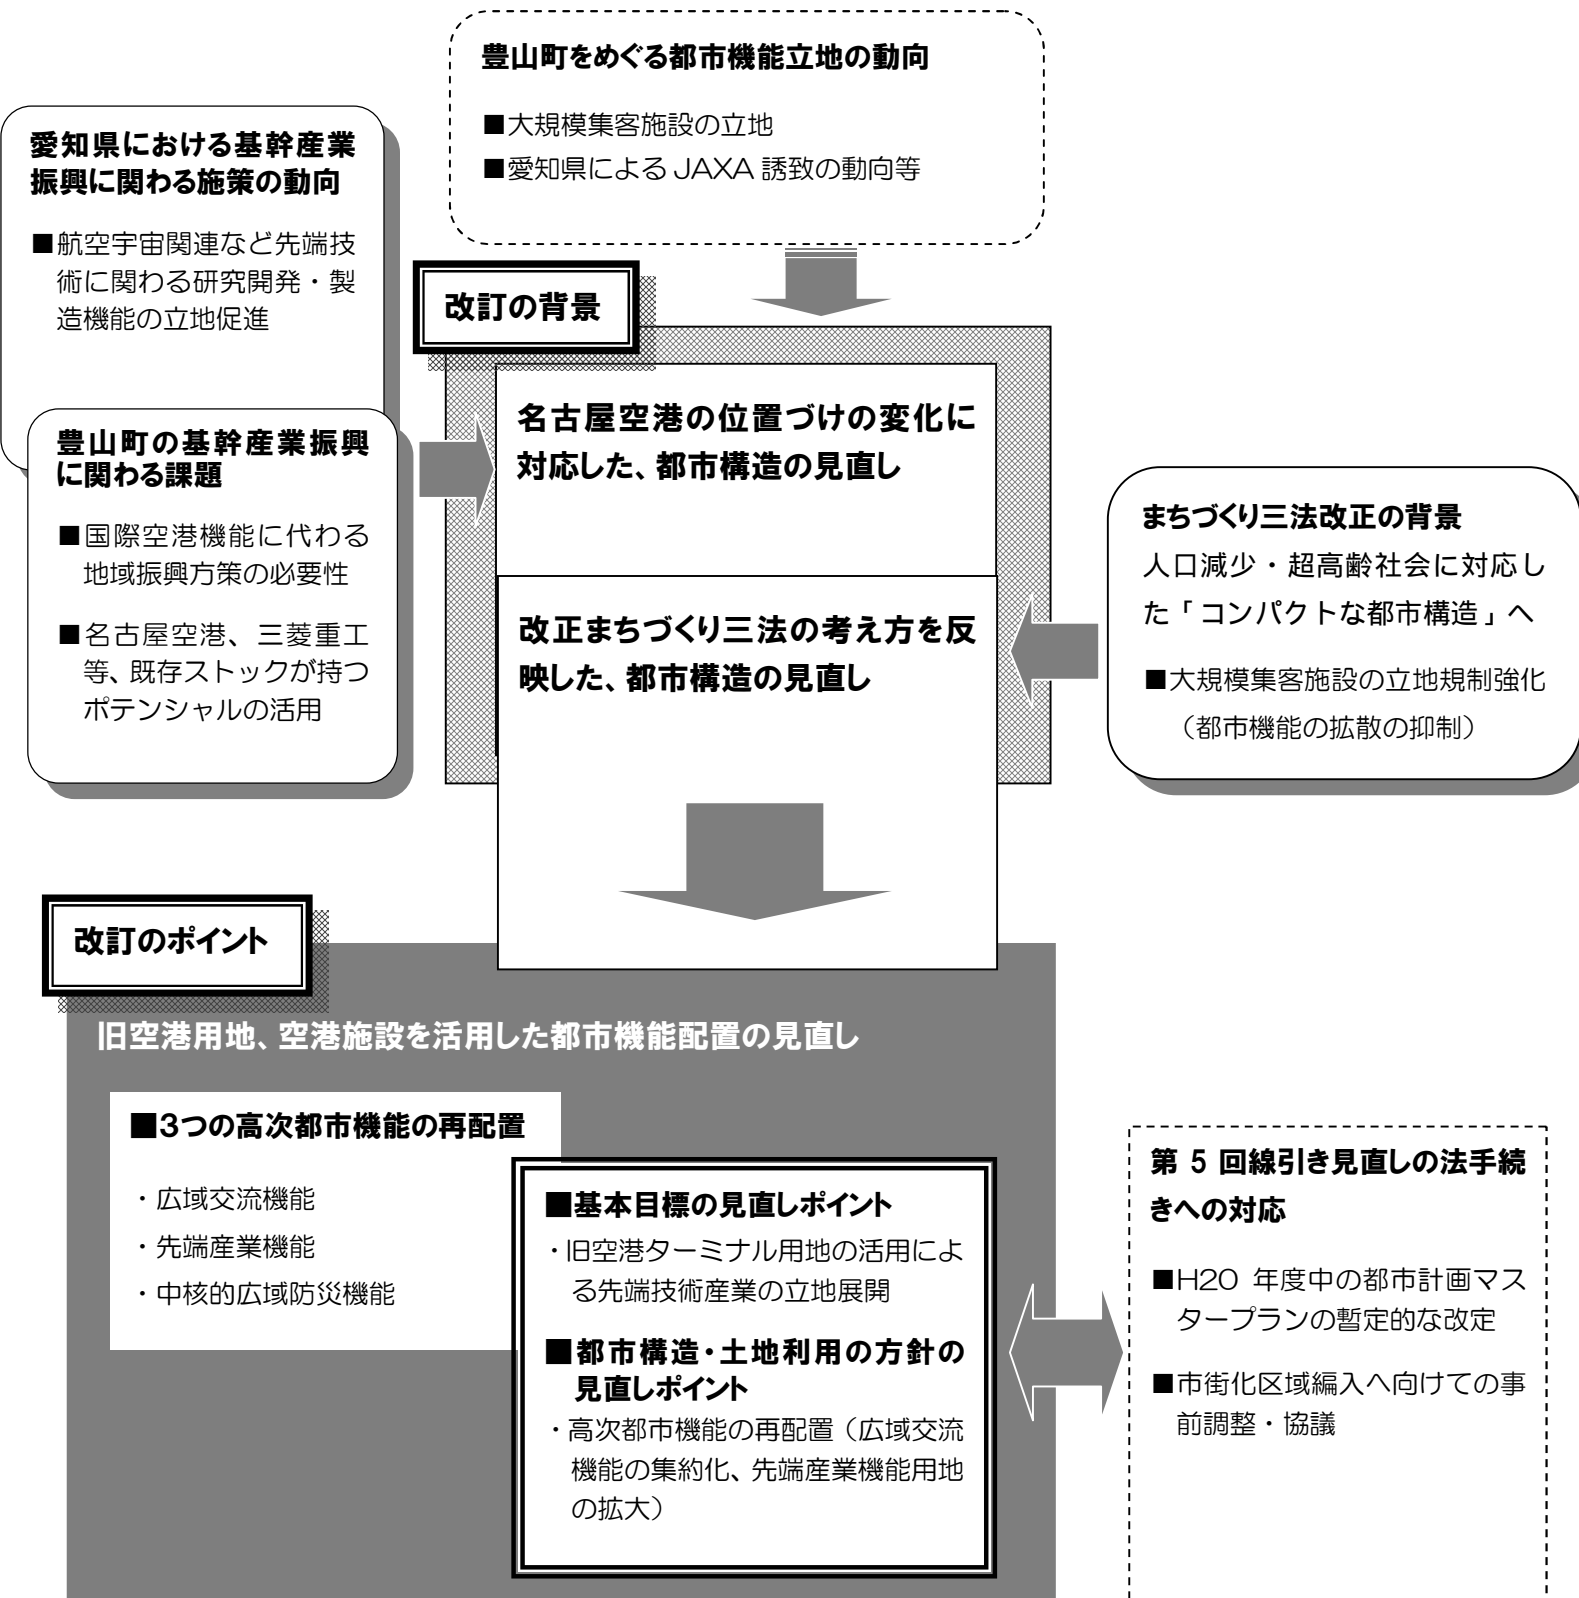 豊山町をめぐる都市機能立地の動向
■大規模集客施設の立地
■愛知県による JAXA 誘致の動向等
愛知県における基幹産業
振興に関わる施策の動向
■航空宇宙関連など先端技
術に関わる研究開発・製
造機能の立地促進
豊山町の基幹産業振興
に関わる課題
■国際空港機能に代わる
地域振興方策の必要性
■名古屋空港、三菱重工
等、既存ストックが持つ
ポテンシャルの活用
改訂の背景
名古屋空港の位置づけの変化に
対応した、都市構造の見直し
改正まちづくり三法の考え方を反
映した、都市構造の見直し
まちづくり三法改正の背景
人口減少・超高齢社会に対応し
た「コンパクトな都市構造」へ
■大規模集客施設の立地規制強化
（都市機能の拡散の抑制）
改訂のポイント
旧空港用地、空港施設を活用した都市機能配置の見直し
■3つの高次都市機能の再配置
・広域交流機能
・先端産業機能
・中核的広域防災機能
■基本目標の見直しポイント
・旧空港ターミナル用地の活用によ
る先端技術産業の立地展開
■都市構造・土地利用の方針の
見直しポイント
・高次都市機能の再配置（広域交流
機能の集約化、先端産業機能用地
の拡大）
第 5 回線引き見直しの法手続
きへの対応
■H20 年度中の都市計画マス
タープランの暫定的な改定
■市街化区域編入へ向けての事
前調整・協議